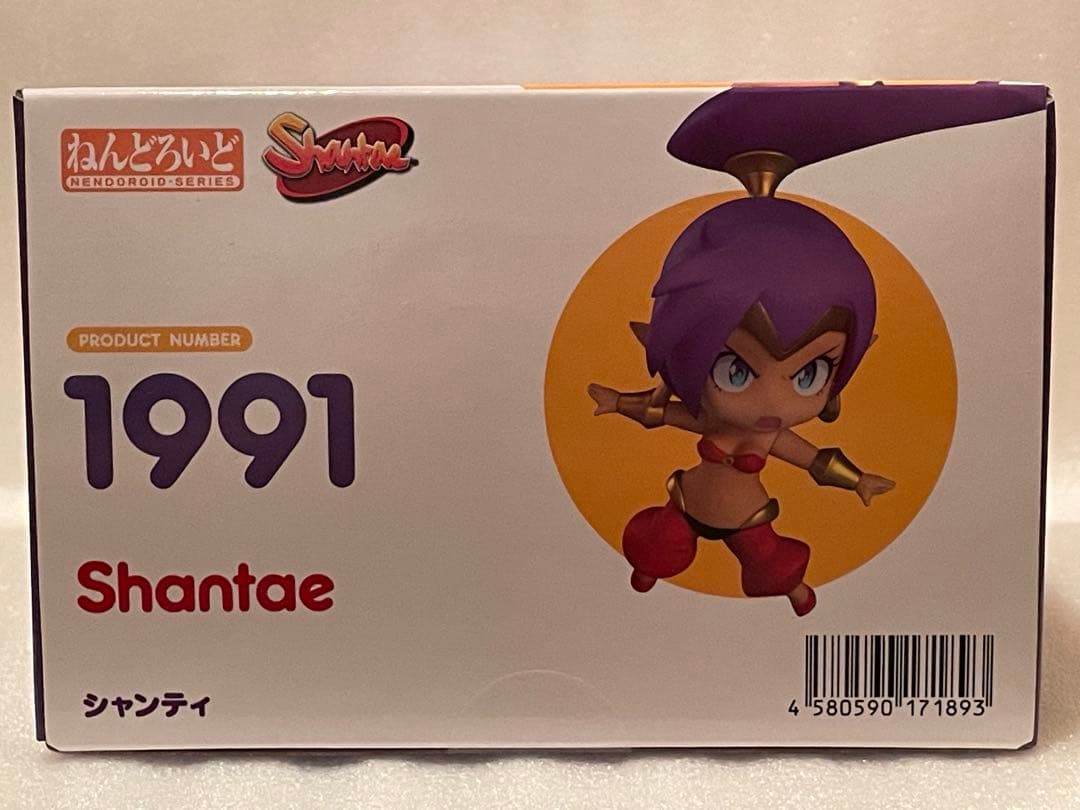 ねんどろいど
NENDOROID·SERIES
Shantae
PRODUCT NUMBER
1991
Shantae
シャンティ
4 580590 171893